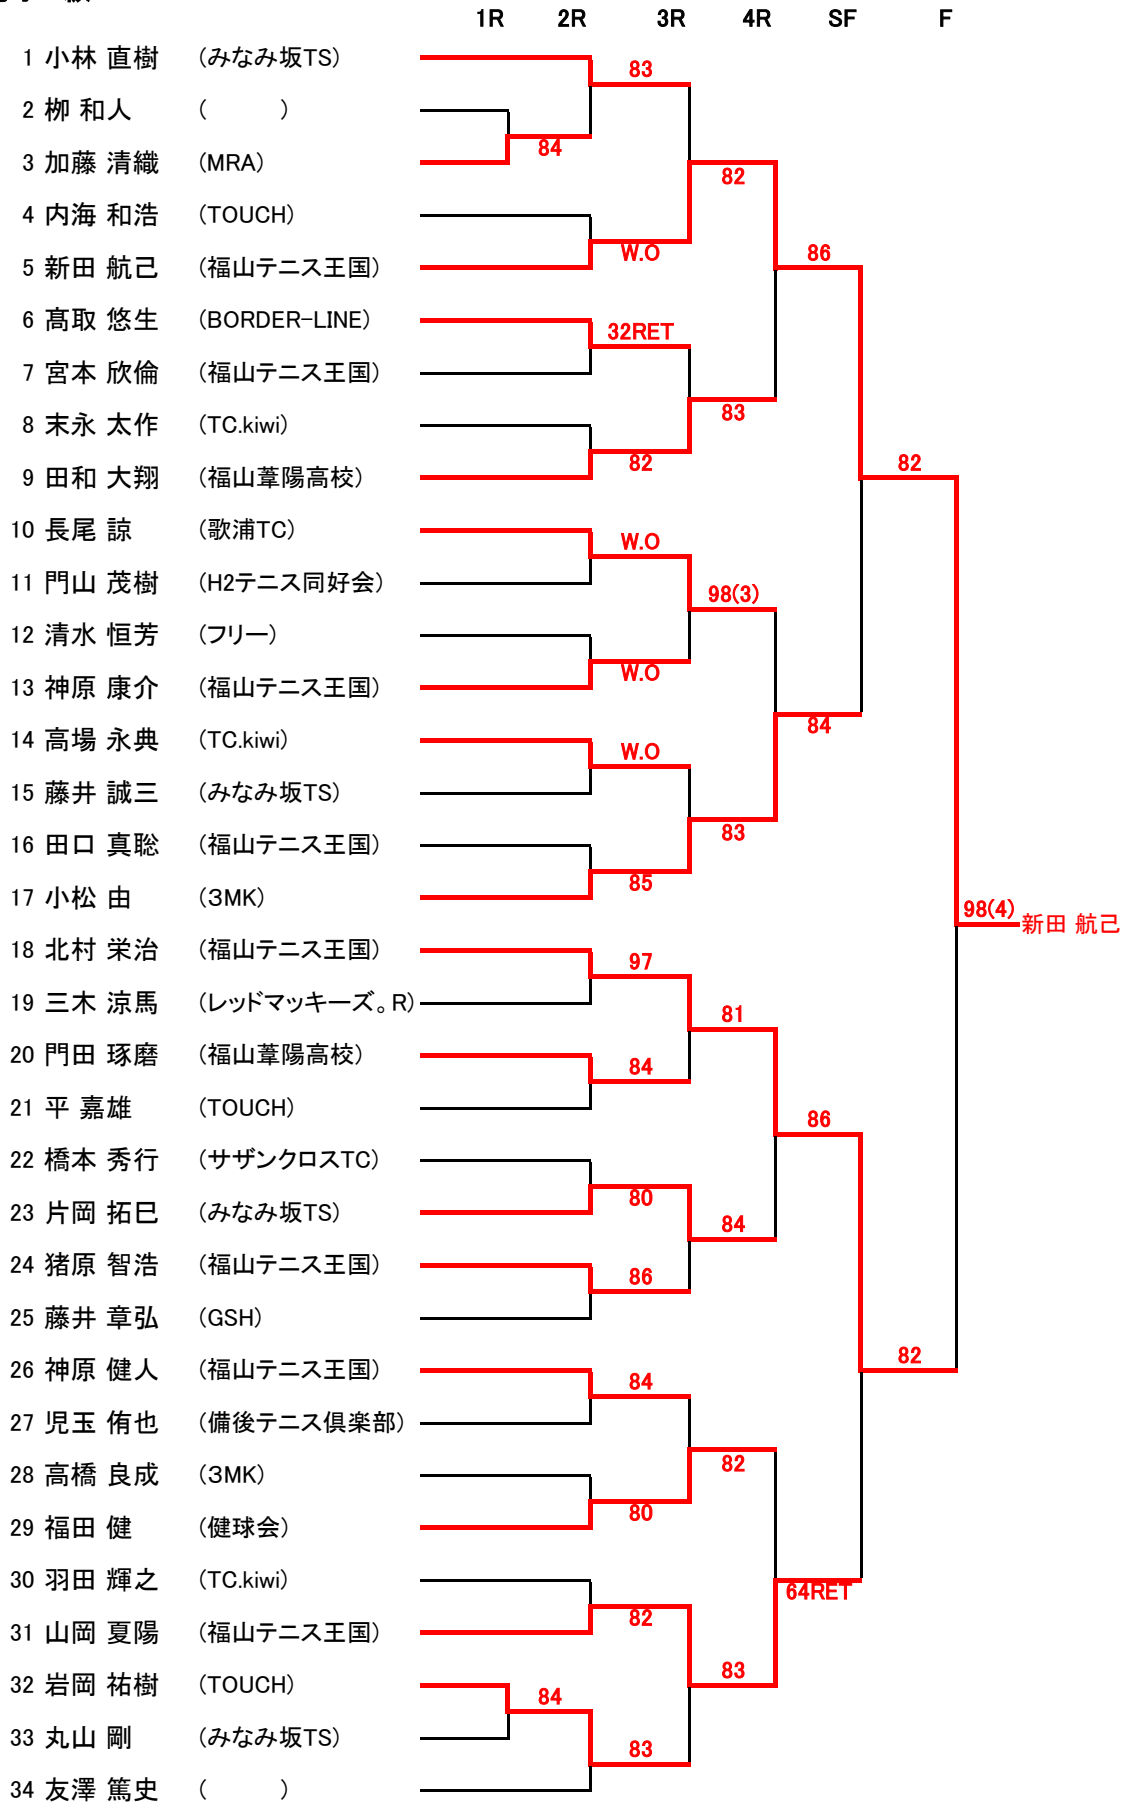 1R 2R 3R 4R SF F
1 小林 直樹 (みなみ坂TS)
83
2 栁 和人 ( )
84
3 加藤 清織 (MRA)
82
4 内海 和浩 (TOUCH)
W.O
86
5 新田 航己 (福山テニス王国)
6 髙取 悠生 (BORDER-LINE)
32RET
7 宮本 欣倫 (福山テニス王国)
83
8 末永 太作 (TC.kiwi)
82
82
9 田和 大翔 (福山葦陽高校)
10 長尾 諒 (歌浦TC)
W.O
11 門山 茂樹 (H2テニス同好会)
98(3)
12 清水 恒芳 (フリー)
W.O
13 神原 康介 (福山テニス王国)
84
14 高場 永典 (TC.kiwi)
W.O
15 藤井 誠三 (みなみ坂TS)
83
16 田口 真聡 (福山テニス王国)
85
17 小松 由 (3MK)
98(4)
新田 航己
18 北村 栄治 (福山テニス王国)
97
19 三木 涼馬 (レッドマッキーズ。R)
81
20 門田 琢磨 (福山葦陽高校)
84
21 平 嘉雄 (TOUCH)
86
22 橋本 秀行 (サザンクロスTC)
80
23 片岡 拓巳 (みなみ坂TS)
84
24 猪原 智浩 (福山テニス王国)
86
25 藤井 章弘 (GSH)
82
26 神原 健人 (福山テニス王国)
84
27 児玉 侑也 (備後テニス倶楽部)
82
28 高橋 良成 (3MK)
80
29 福田 健 (健球会)
30 羽田 輝之 (TC.kiwi)
64RET
82
31 山岡 夏陽 (福山テニス王国)
83
32 岩岡 祐樹 (TOUCH)
84
33 丸山 剛 (みなみ坂TS)
83
34 友澤 篤史 ( )